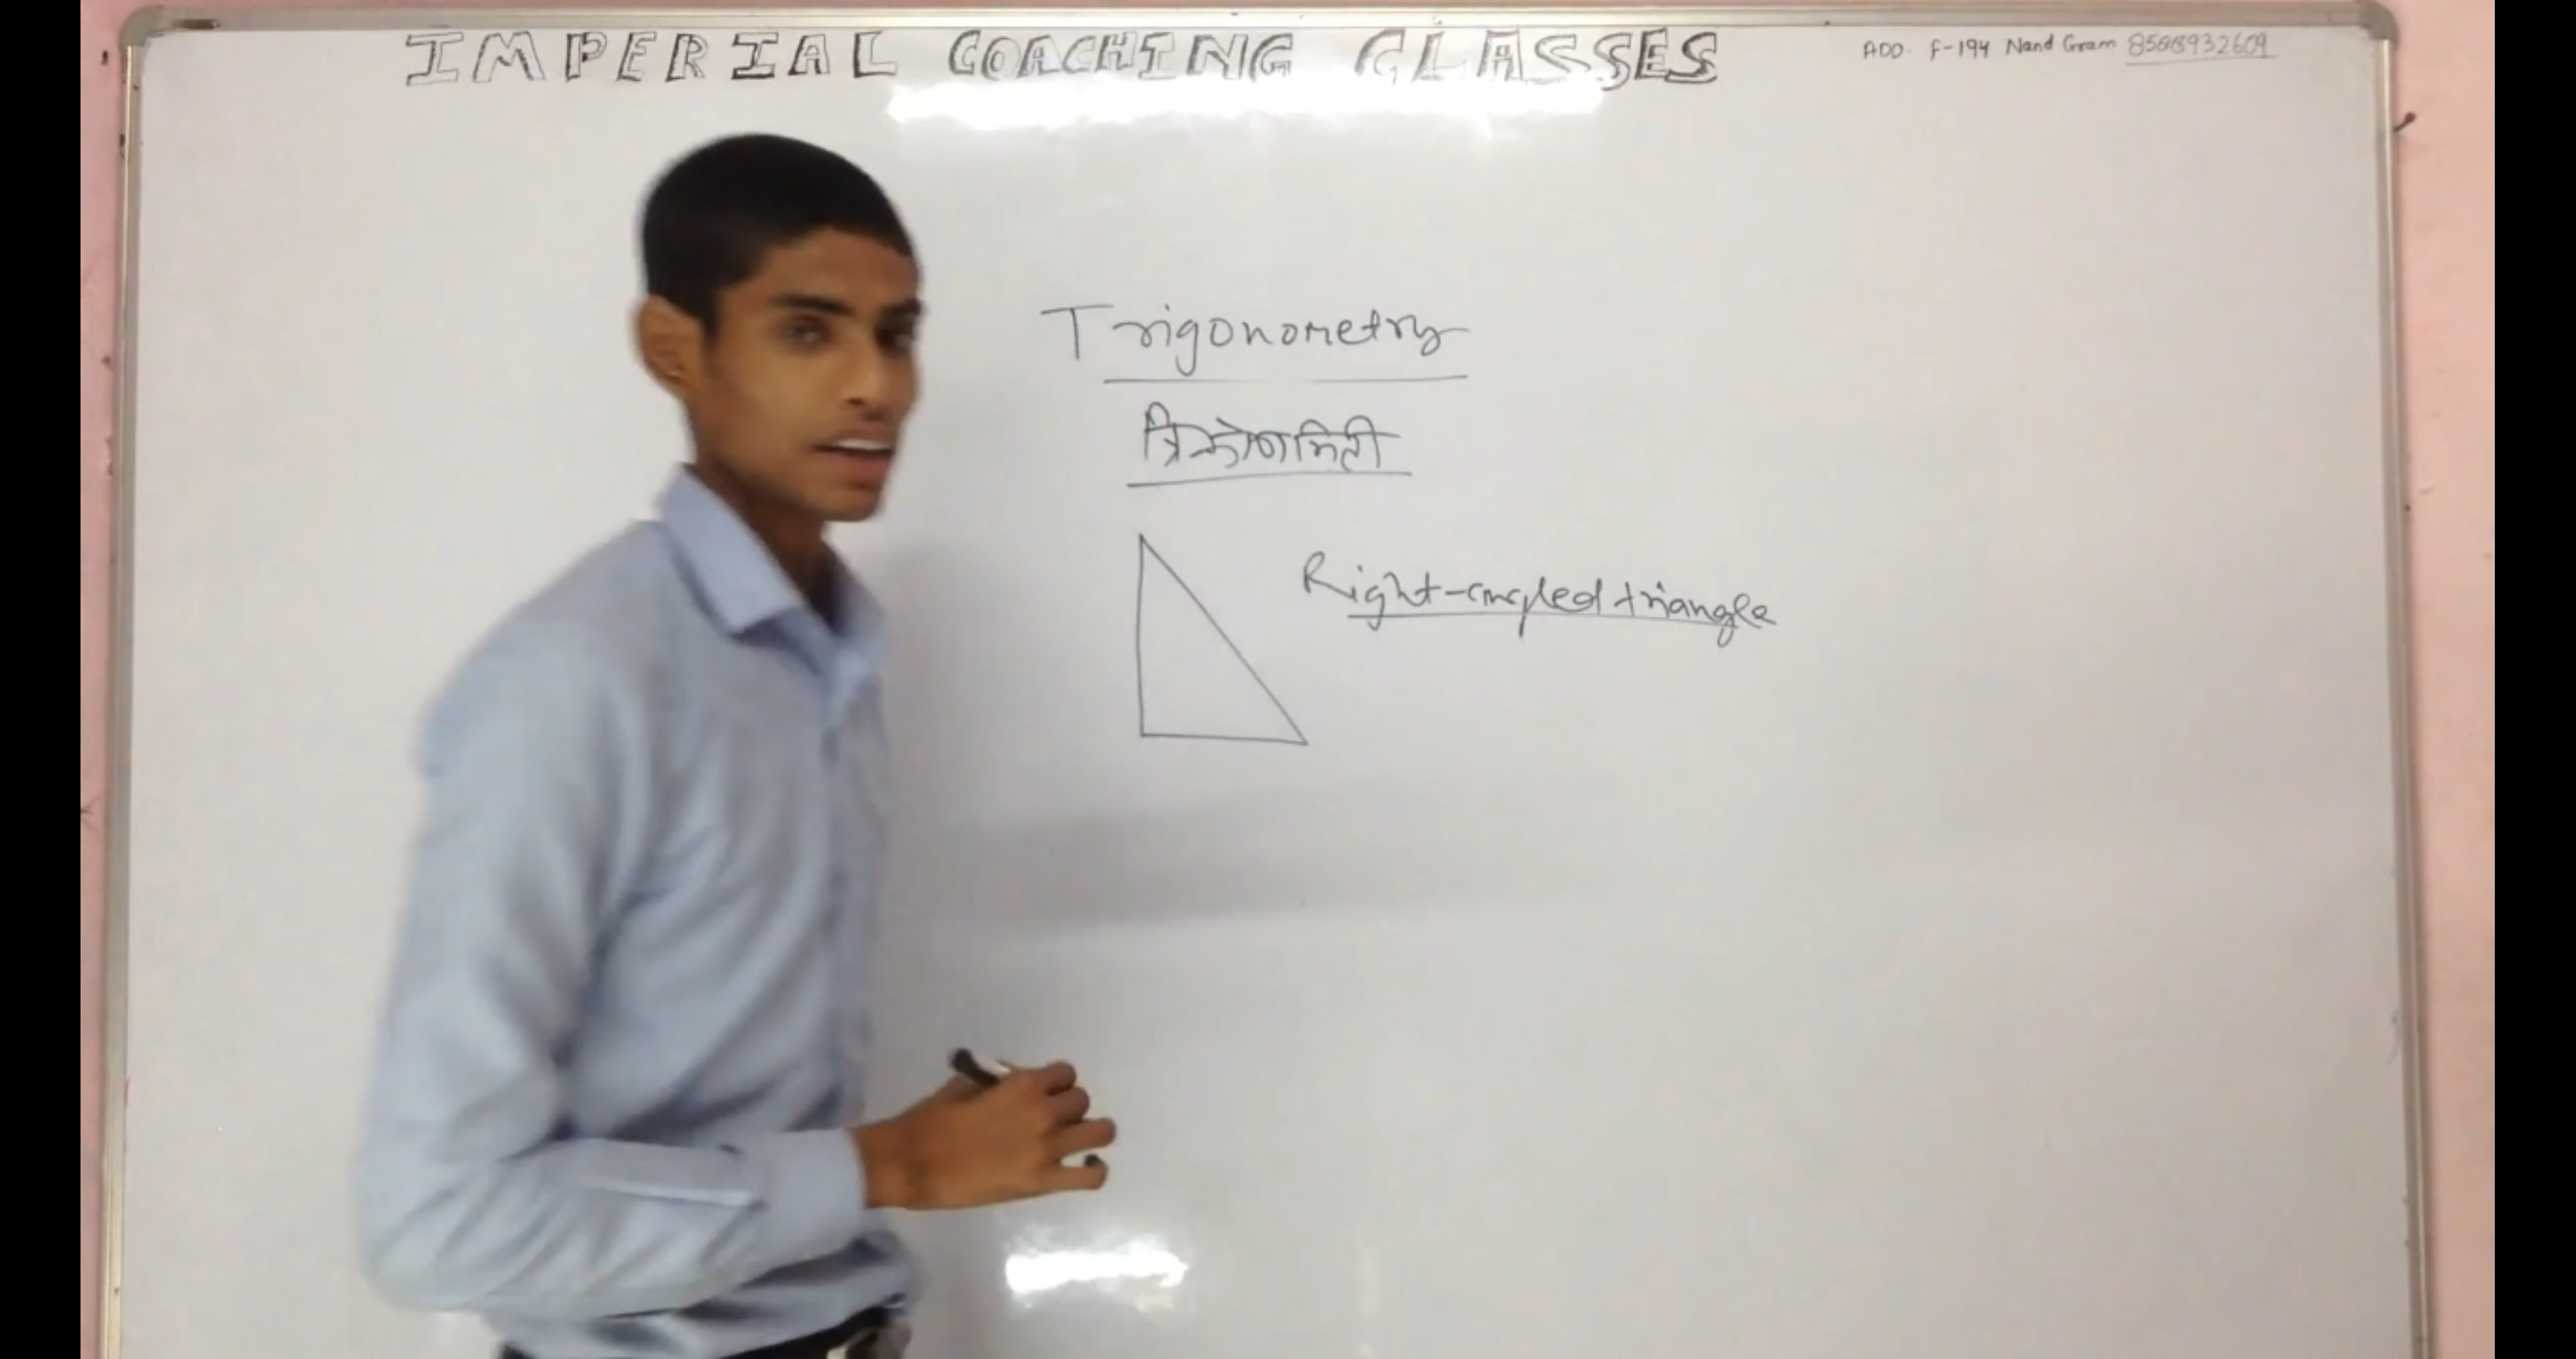 IMPERIAL COACHING CLASSES
ADD. F-194 Nand Gram 8588932609
Trigonometry
त्रिकोणमिती
Right-angled triangle